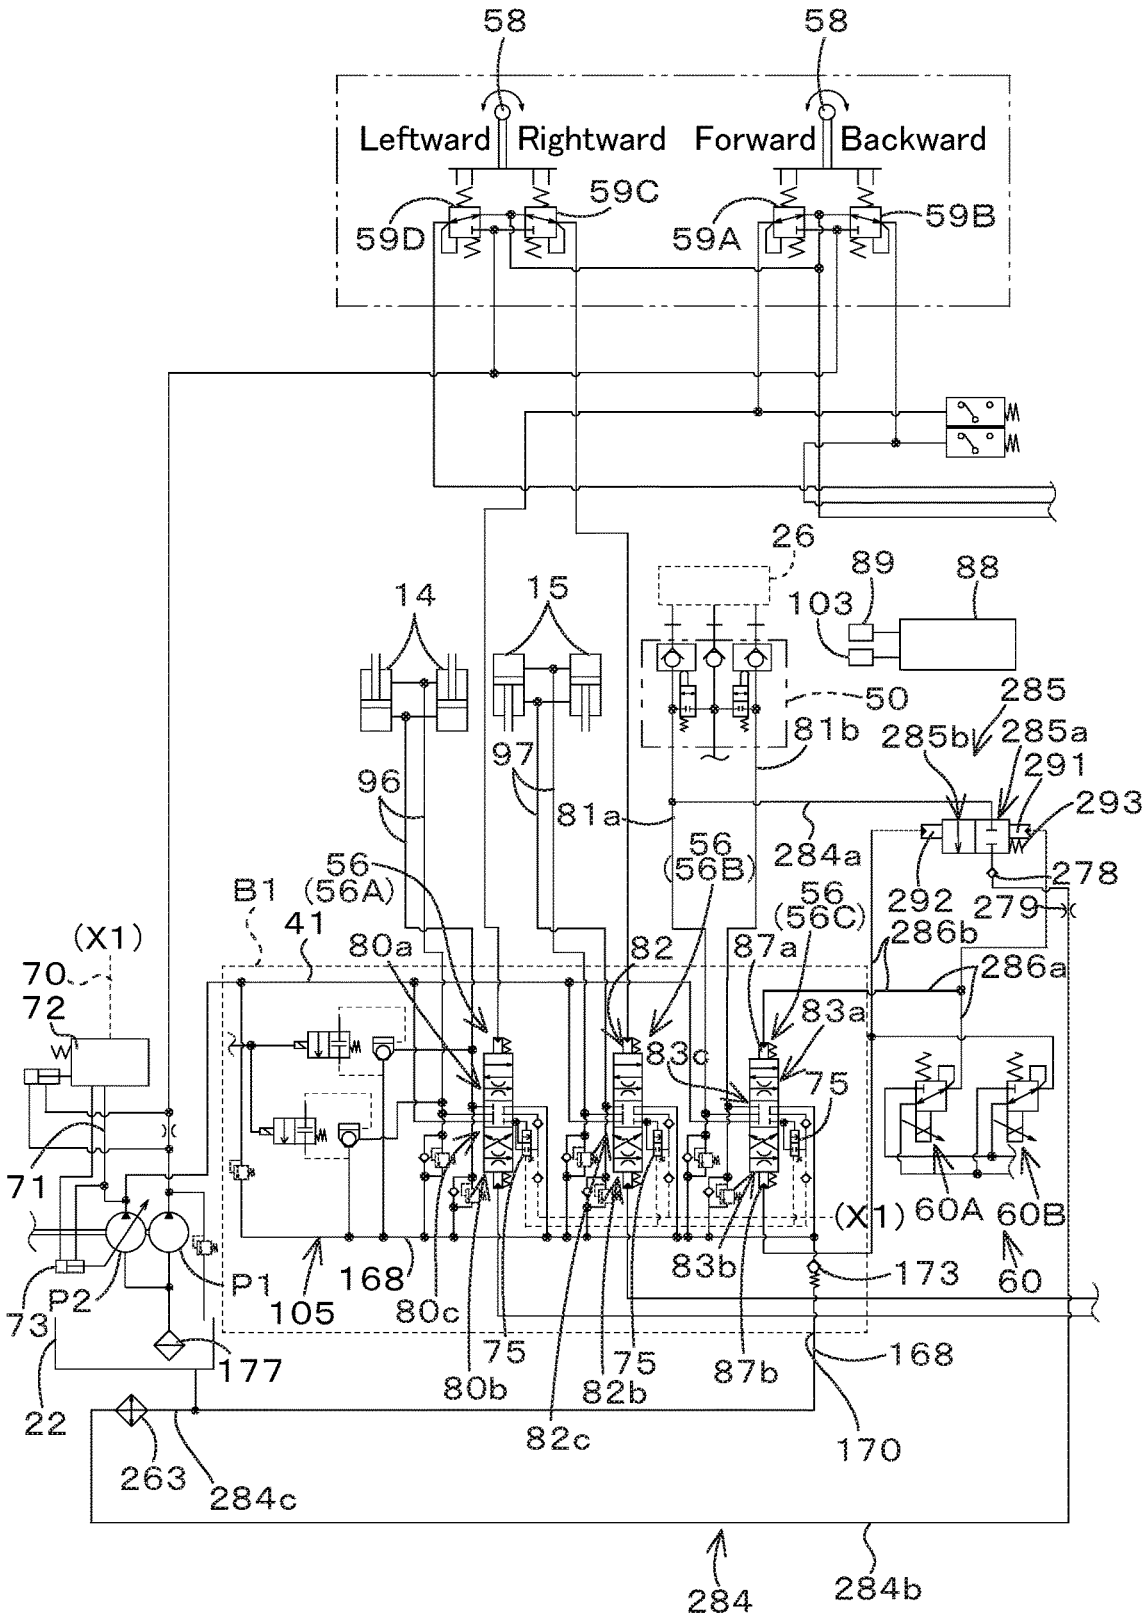 58
58
Leftward
Rightward
Forward
Backward
59C
59B
59D
59A
26
89
88
103
14
15
50
285
81b
285b
285a
291
293
97
96
81a
284a
56
(56B)
56
(56A)
56
(56C)
278
292
279
B1
(X1)
41
80a
82
87a
286b
286a
70
72
83c
83a
75
71
60A
60B
(X1)
168
83b
60
P1
P2
105
80c
173
73
177
75
75
168
80b
82b
87b
22
82c
170
263
284c
284
284b